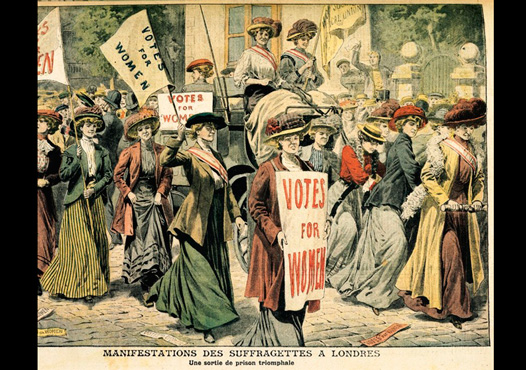 VOTES
FOR
WOMEN
VOTES
FOR
VOTES
FOR
WOMEN
WOMEN
MANIFESTATIONS DES SUFFRAGETTES A LONDRES
Une sortie de prison triomphale